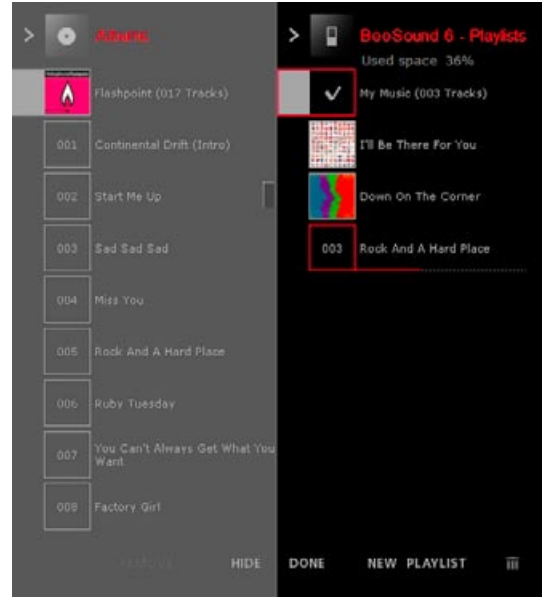 > Albums
Flashpoint (017 Tracks)
001 Continental Drift (Intro)
002 Start Me Up
003 Sad Sad Sad
004 Miss You
005 Rock And A Hard Place
006 Ruby Tuesday
007 You Can't Always Get What You
Want
008 Factory Girl
HIDE
> BeoSound 6 - Playlists
Used space 36%
My Music (003 Tracks)
I'll Be There For You
Down On The Corner
003 Rock And A Hard Place
DONE NEW PLAYLIST